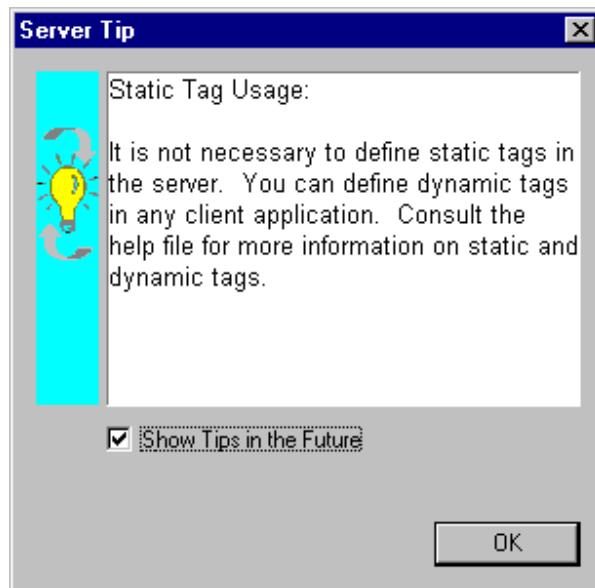 Server Tip
Static Tag Usage:
It is not necessary to define static tags in
the server.  You can define dynamic tags
in any client application.  Consult the
help file for more information on static and
dynamic tags.
Show Tips in the Future
OK